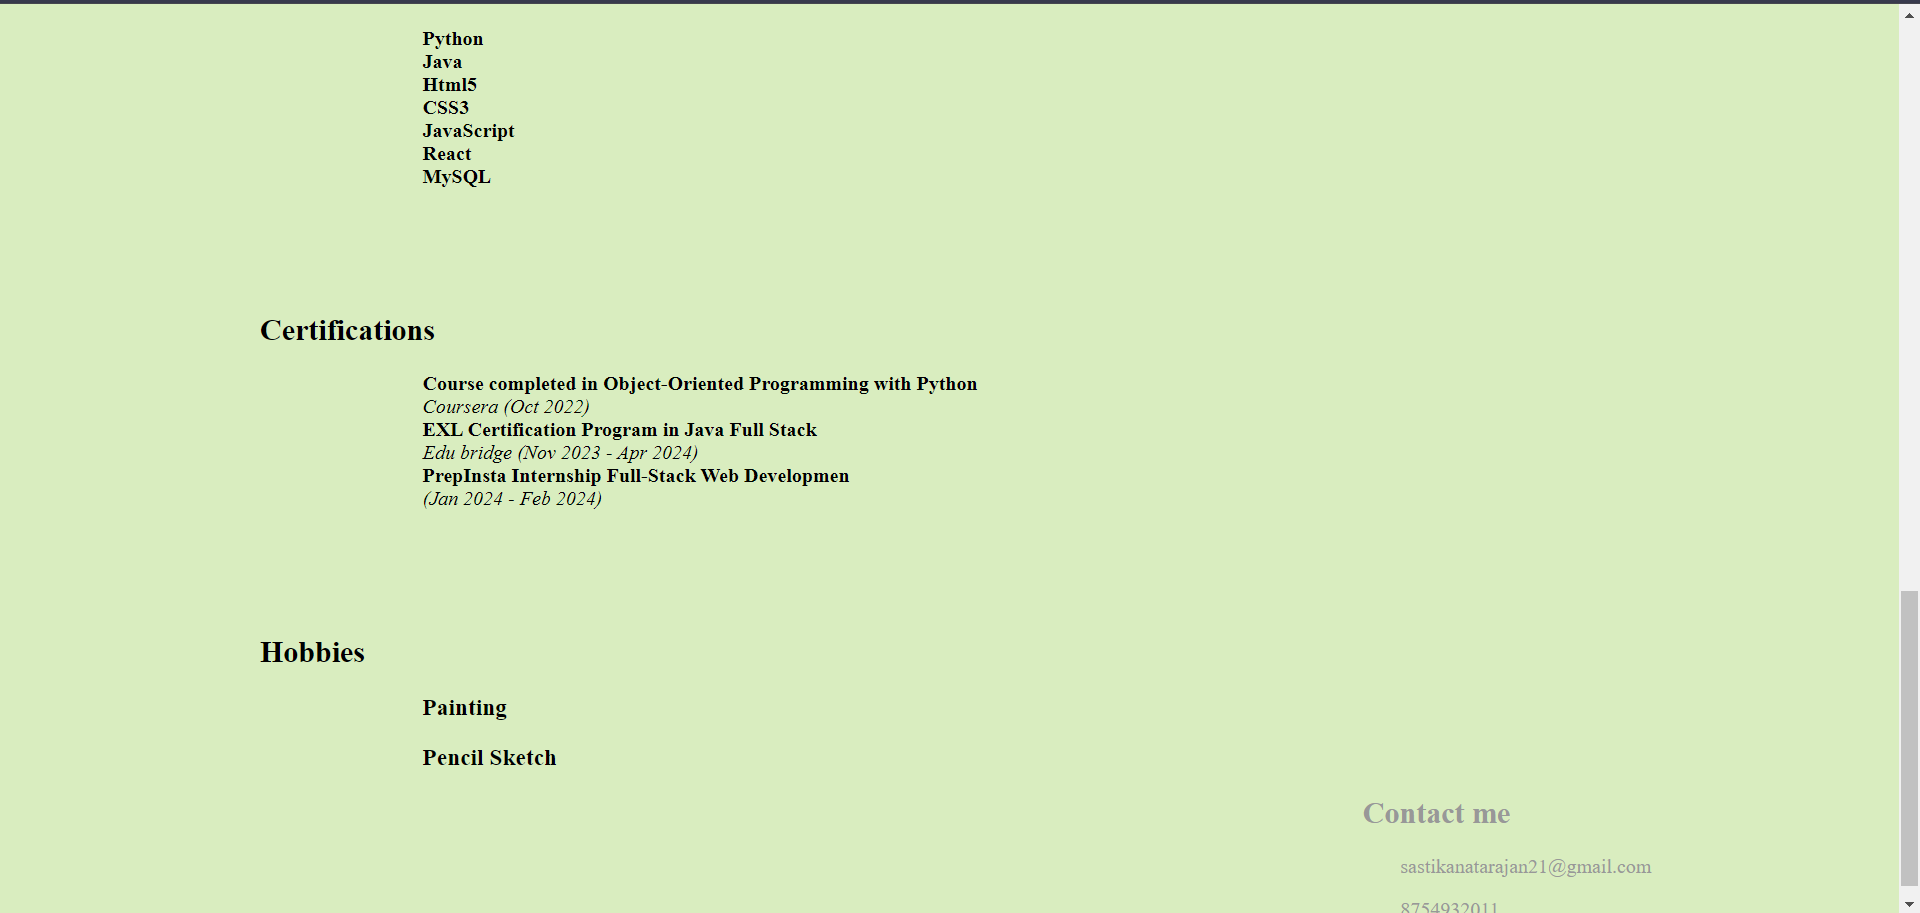 Python
Java
Html5
CSS3
JavaScript
React
MySQL
Certifications
Course completed in Object-Oriented Programming with Python
Coursera (Oct 2022)
EXL Certification Program in Java Full Stack
Edu bridge (Nov 2023 - Apr 2024)
PrepInsta Internship Full-Stack Web Developmen
(Jan 2024 - Feb 2024)
Hobbies
Painting
Pencil Sketch
Contact me
sastikanatarajan21@gmail.com
8754932011